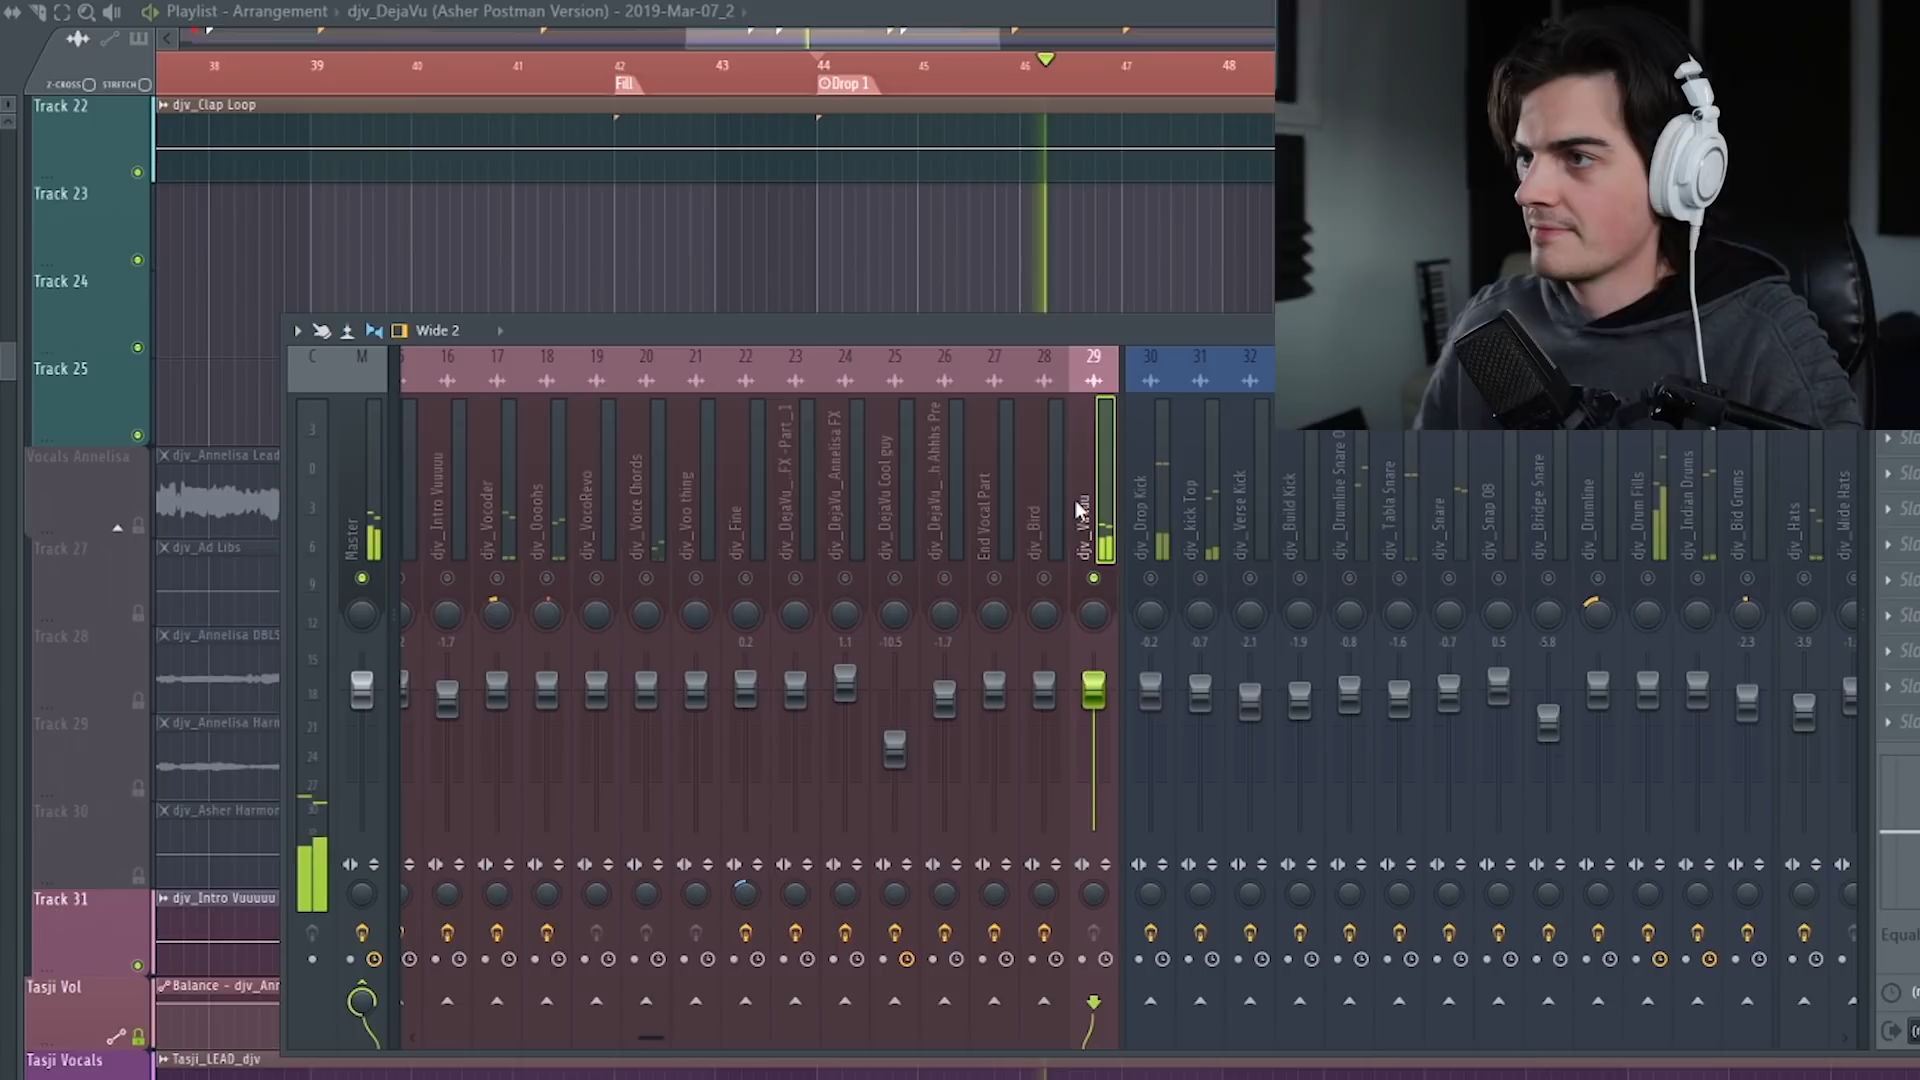 Playlist - Arrangement › djv_DejaVu (Asher Postman Version) - 2019-Mar-07_2
38 39 40 41 42 43 44 45 46 47 48
Z-CROSS STRETCH
Fill
Drop 1
Track 22
djv_Clap Loop
Track 23
Track 24
Track 25
Vocals Annelisa
djv_Annelisa Lead
Track 27
djv_Ad Libs
Track 28
djv_Annelisa DBLS
Track 29
djv_Annelisa Harn
Track 30
djv_Asher Harmor
Track 31
djv_Intro Vuuuuu
Tasji Vol
Balance - djv_Anr
Tasji Vocals
Tasji_LEAD_djv
Wide 2
C M 16 17 18 19 20 21 22 23 24 25 26 27 28 29 30 31 32
3
0
3
6
9
12
15
18
21
24
27
30
Master
djv_Intro Vuuuuu
djv_Vocoder
djv_Oooohs
djv_VocoRevo
djv_Voice Chords
djv_Voo thing
djv_Fine
djv_DejaVu_..FX -Part_1
djv_DejaVu_Annelisa FX
djv_DejaVu Cool guy
djv_DejaVu_..h Ahhhs Pre
End Vocal Part
djv_Bird
djv_Drop Kick
djv_kick Top
djv_Verse Kick
djv_Build Kick
djv_Drumline Snare O
djv_Tabla Snare
djv_Snare
djv_Snap 08
djv_Bridge Snare
djv_Drumline
djv_Drum Fills
djv_Indian Drums
djv_Bid Grums
djv_Hats
djv_Wide Hats
-1.7 0.2 1.1 -10.5 -1.7 -0.2 -0.7 -2.1 -1.9 -0.8 -1.6 -0.7 0.5 -5.8 -2.3 -3.9
Equal